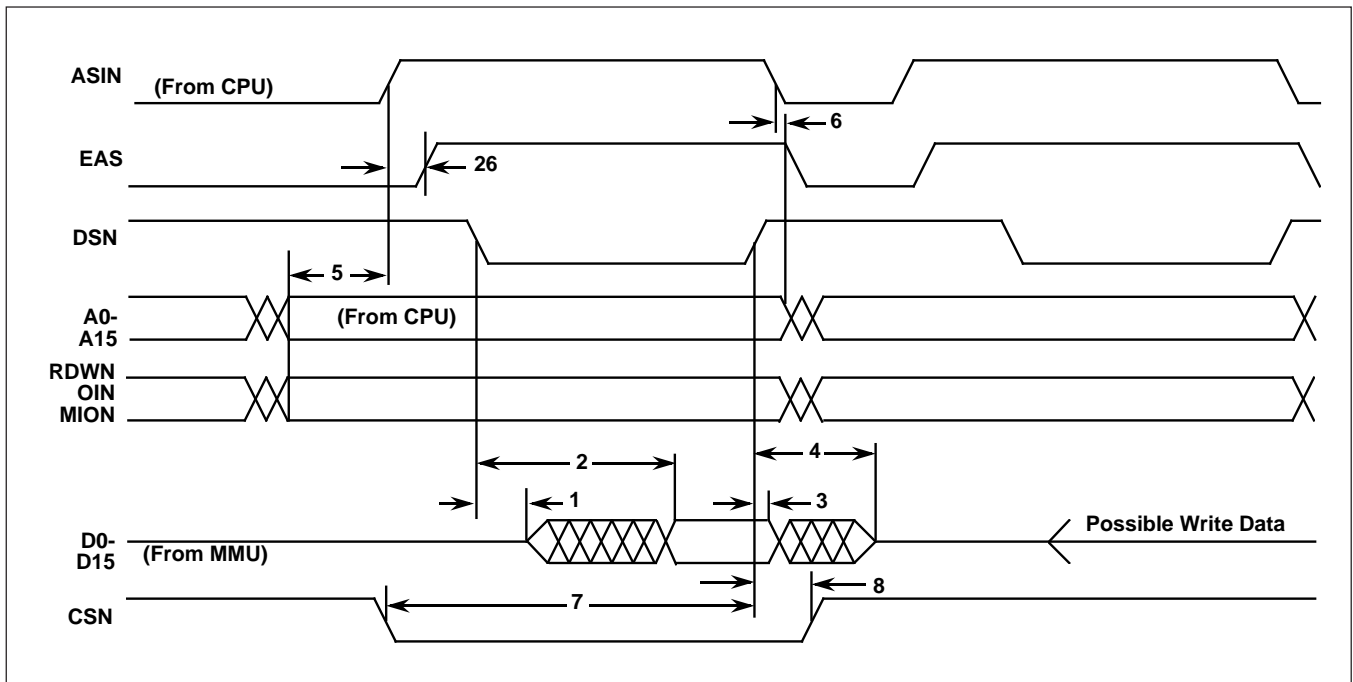 ASIN
(From CPU)
6
EAS
26
DSN
5
A0-
A15
(From CPU)
RDWN
OIN
MION
2
4
1
3
D0-
D15
(From MMU)
Possible Write Data
8
7
CSN